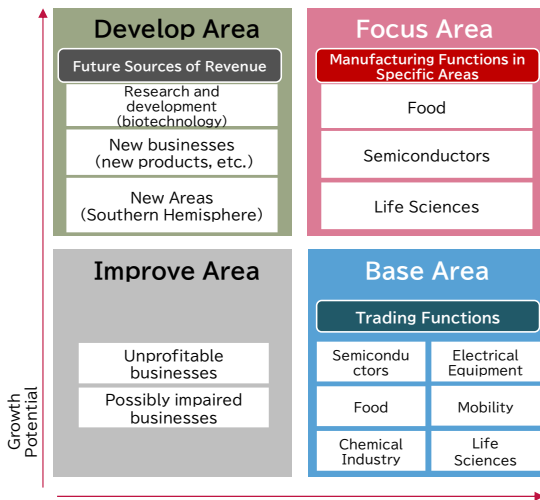 Develop Area
Future Sources of Revenue
Research and
development
(biotechnology)
New businesses
(new products, etc.)
New Areas
(Southern Hemisphere)
Focus Area
Manufacturing Functions in
Specific Areas
Food
Semiconductors
Life Sciences
Improve Area
Unprofitable
businesses
Possibly impaired
businesses
Base Area
Trading Functions
Semicondu
ctors
Electrical
Equipment
Food
Mobility
Chemical
Industry
Life
Sciences
Growth
Potential